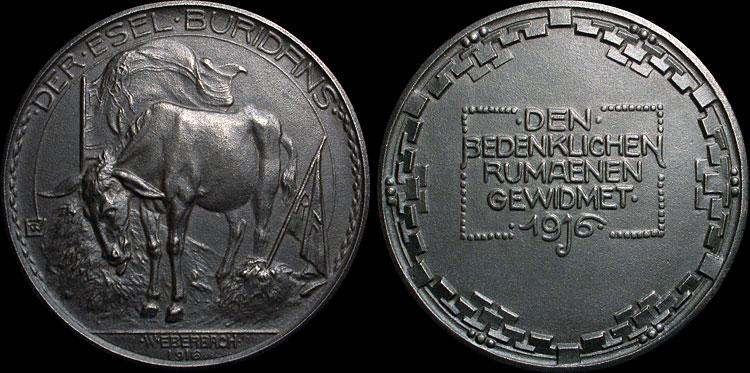 ·DER·ESEL·BURIDANS·
·WEBERBACH·
1916
·DEN·
BEDENKLICHEN
RUMAENEN
GEWIDMET·
·1916·